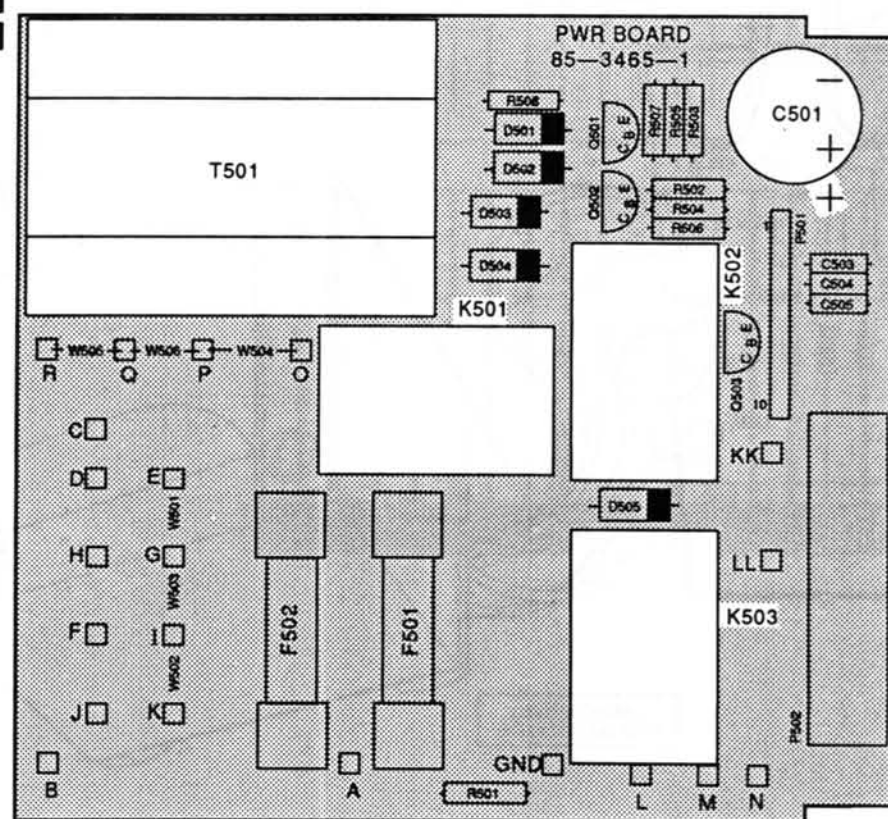 PWR BOARD
85—3465—1
T501
R508
D501
D502
D503
D504
Q501
C B E
Q502
C B E
R507
R505
R503
R502
R504
R506
C501
P501
1
10
C503
C504
C505
K501
K502
Q503
C B E
R W505 Q W506 P W504 O
C
D
E
W501
H
G
W503
F
I
W502
J
K
B
A
F502
F501
D505
K503
KK
LL
P502
GND
R501
L
M
N